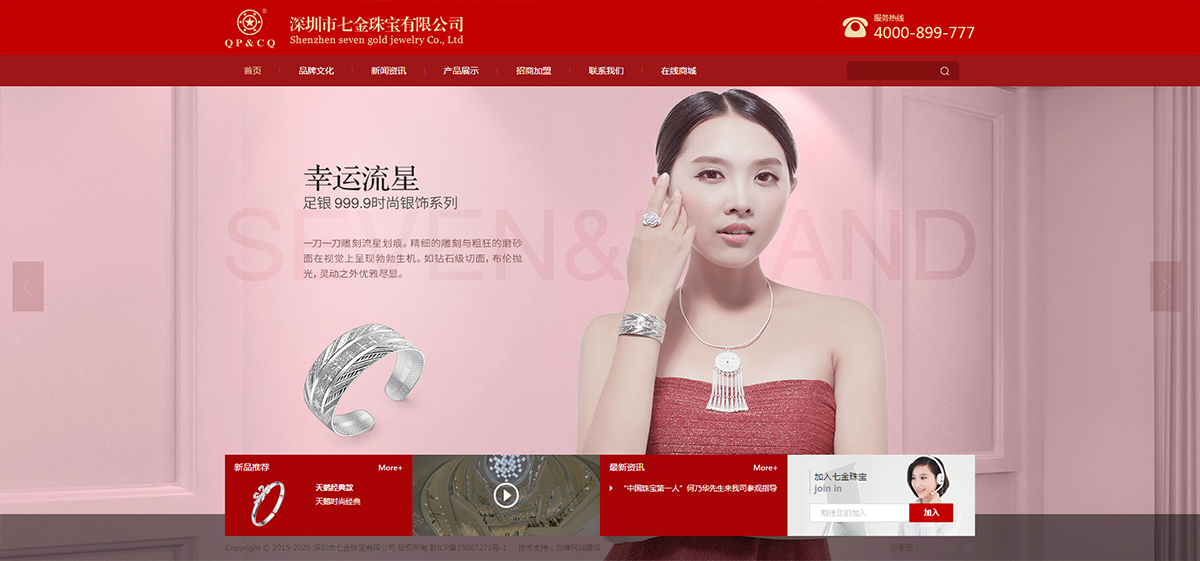 QP&CQ
®
深圳市七金珠宝有限公司
Shenzhen seven gold jewelry Co., Ltd
服务热线
4000-899-777
首页
品牌文化
新闻资讯
产品展示
招商加盟
联系我们
在线商城
SEVEN& AND
幸运流星
足银 999.9时尚银饰系列
一刀一刀雕刻流星划痕。精细的雕刻与粗狂的磨砂
面在视觉上呈现勃勃生机。如钻石级切面，布伦抛
光，灵动之外优雅尽显。
新品推荐
More+
天鹅经典款
天鹅时尚经典
最新资讯
More+
“中国珠宝第一人”何乃华先生来我司参观指导
加入七金珠宝
join in
期待您的加入
加入
Copyright © 2015-2025 深圳市七金珠宝有限公司 版权所有 黔ICP备15007271号-1
技术支持：方维网站建设
分享到